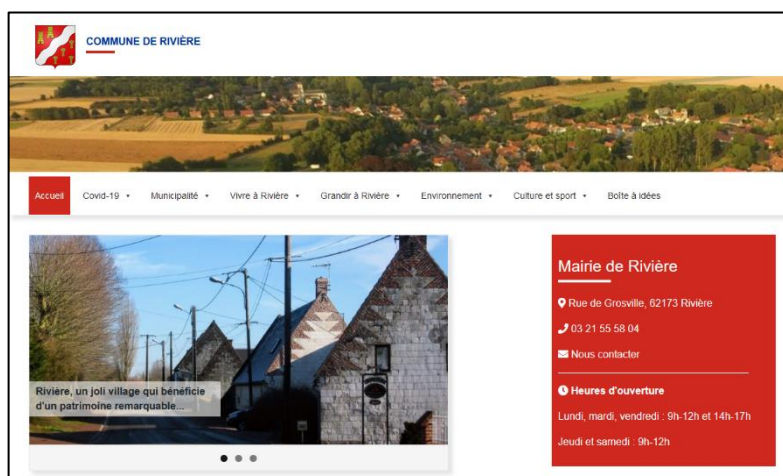 COMMUNE DE RIVIÈRE
Accueil Covid-19 Municipalité Vivre à Rivière Grandir à Rivière Environnement Culture et sport Boîte à idées
Rivière, un joli village qui bénéficie
d'un patrimoine remarquable...
Mairie de Rivière
Rue de Grosville, 62173 Rivière
03 21 55 58 04
Nous contacter
Heures d'ouverture
Lundi, mardi, vendredi : 9h-12h et 14h-17h
Jeudi et samedi : 9h-12h